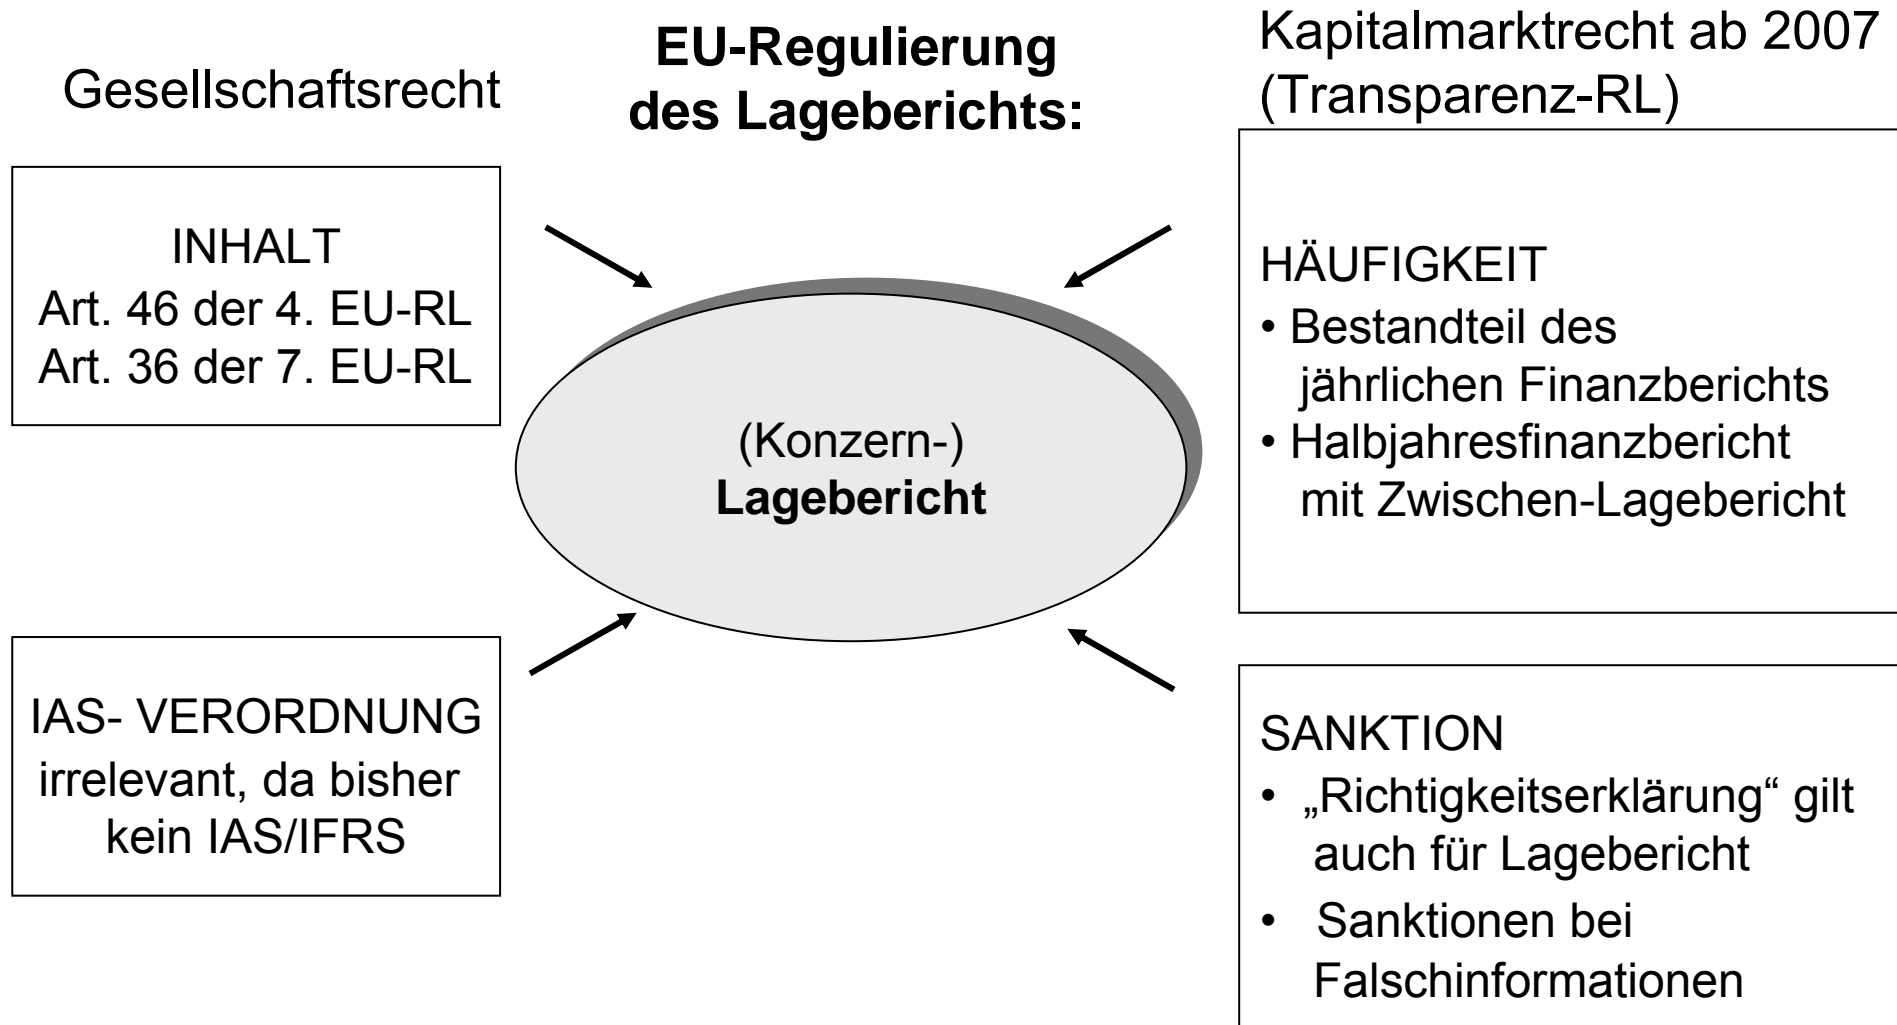 EU-Regulierung
des Lageberichts:
Gesellschaftsrecht
Kapitalmarktrecht ab 2007
(Transparenz-RL)
INHALT
Art. 46 der 4. EU-RL
Art. 36 der 7. EU-RL
HÄUFIGKEIT
• Bestandteil des
jährlichen Finanzberichts
• Halbjahresfinanzbericht
mit Zwischen-Lagebericht
(Konzern-)
Lagebericht
IAS- VERORDNUNG
irrelevant, da bisher
kein IAS/IFRS
SANKTION
• „Richtigkeitserklärung“ gilt
auch für Lagebericht
• Sanktionen bei
Falschinformationen